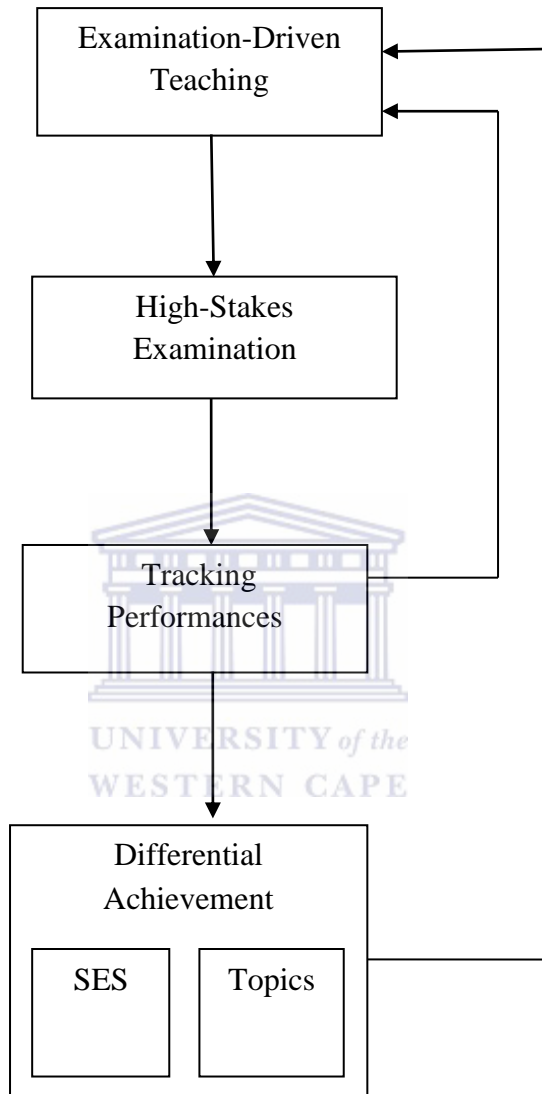 Examination-Driven
Teaching
High-Stakes
Examination
Tracking
Performances
UNIVERSITY of the
WESTERN CAPE
Differential
Achievement
SES
Topics